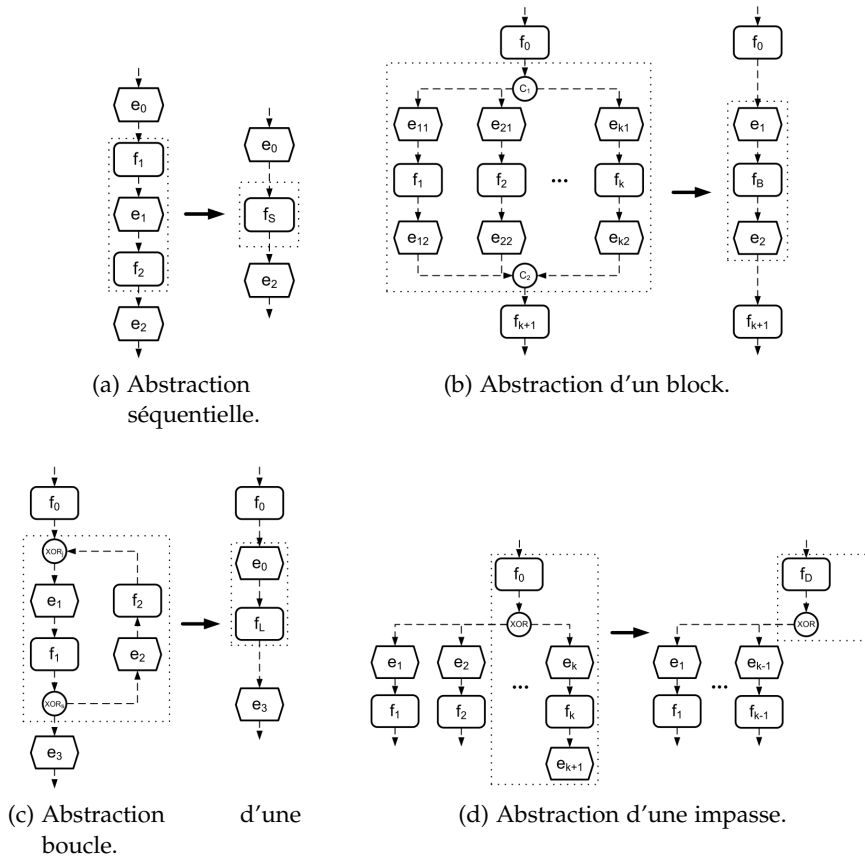 e0
f1
e1
f2
e2
e0
fS
e2
(a) Abstraction
séquentielle.
f0
C1
e11 e21 ek1
f1 f2 ... fk
e12 e22 ek2
C2
fk+1
f0
e1
fB
e2
fk+1
(b) Abstraction d'un block.
f0
XORj
e1
f2
f1
e2
XORs
e3
f0
e0
fL
e3
(c) Abstraction d'une
boucle.
f0
XOR
e1 e2 ek
...
f1 f2 fk
ek+1
fD
XOR
e1 ek-1
...
f1 fk-1
(d) Abstraction d'une impasse.